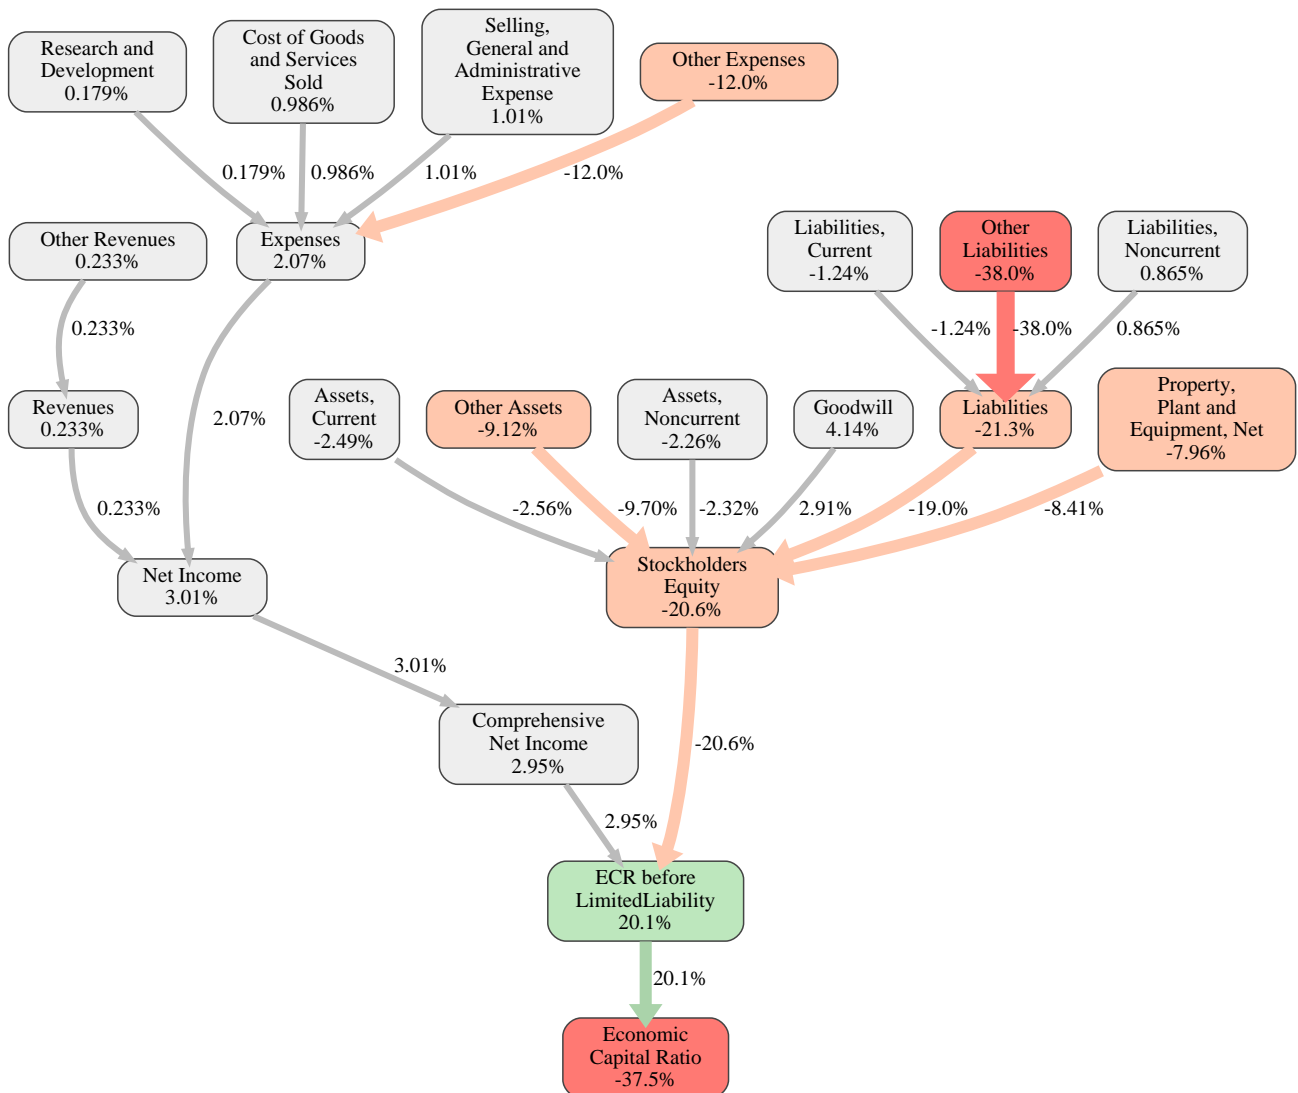 Research and
Development
0.179%
Cost of Goods
and Services
Sold
0.986%
Selling,
General and
Administrative
Expense
1.01%
Other Expenses
-12.0%
0.179%
0.986%
1.01%
-12.0%
Other Revenues
0.233%
Expenses
2.07%
Liabilities,
Current
-1.24%
Other
Liabilities
-38.0%
Liabilities,
Noncurrent
0.865%
0.233%
2.07%
-1.24%
-38.0%
0.865%
Revenues
0.233%
Assets,
Current
-2.49%
Other Assets
-9.12%
Assets,
Noncurrent
-2.26%
Goodwill
4.14%
Liabilities
-21.3%
Property,
Plant and
Equipment, Net
-7.96%
0.233%
-2.56%
-9.70%
-2.32%
2.91%
-19.0%
-8.41%
Net Income
3.01%
Stockholders
Equity
-20.6%
3.01%
-20.6%
Comprehensive
Net Income
2.95%
2.95%
ECR before
LimitedLiability
20.1%
20.1%
Economic
Capital Ratio
-37.5%